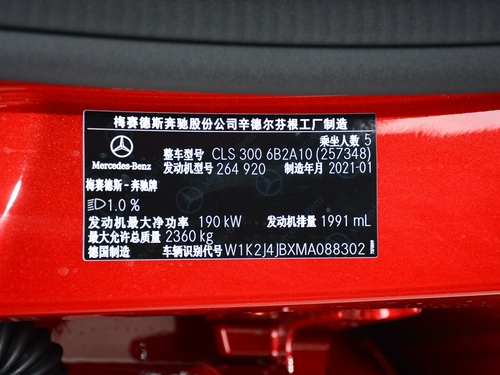 梅赛德斯奔驰股份公司辛德尔芬根工厂制造
乘坐人数 5
Mercedes-Benz
整车型号 CLS 300 6B2A10 (257348)
发动机型号 264 920 制造年月 2021-01
梅赛德斯-奔驰牌
1.0 %
发动机最大净功率 190 kW 发动机排量 1991 mL
最大允许总质量 2360 kg
德国制造 车辆识别代号 W1K2J4JBXMA088302